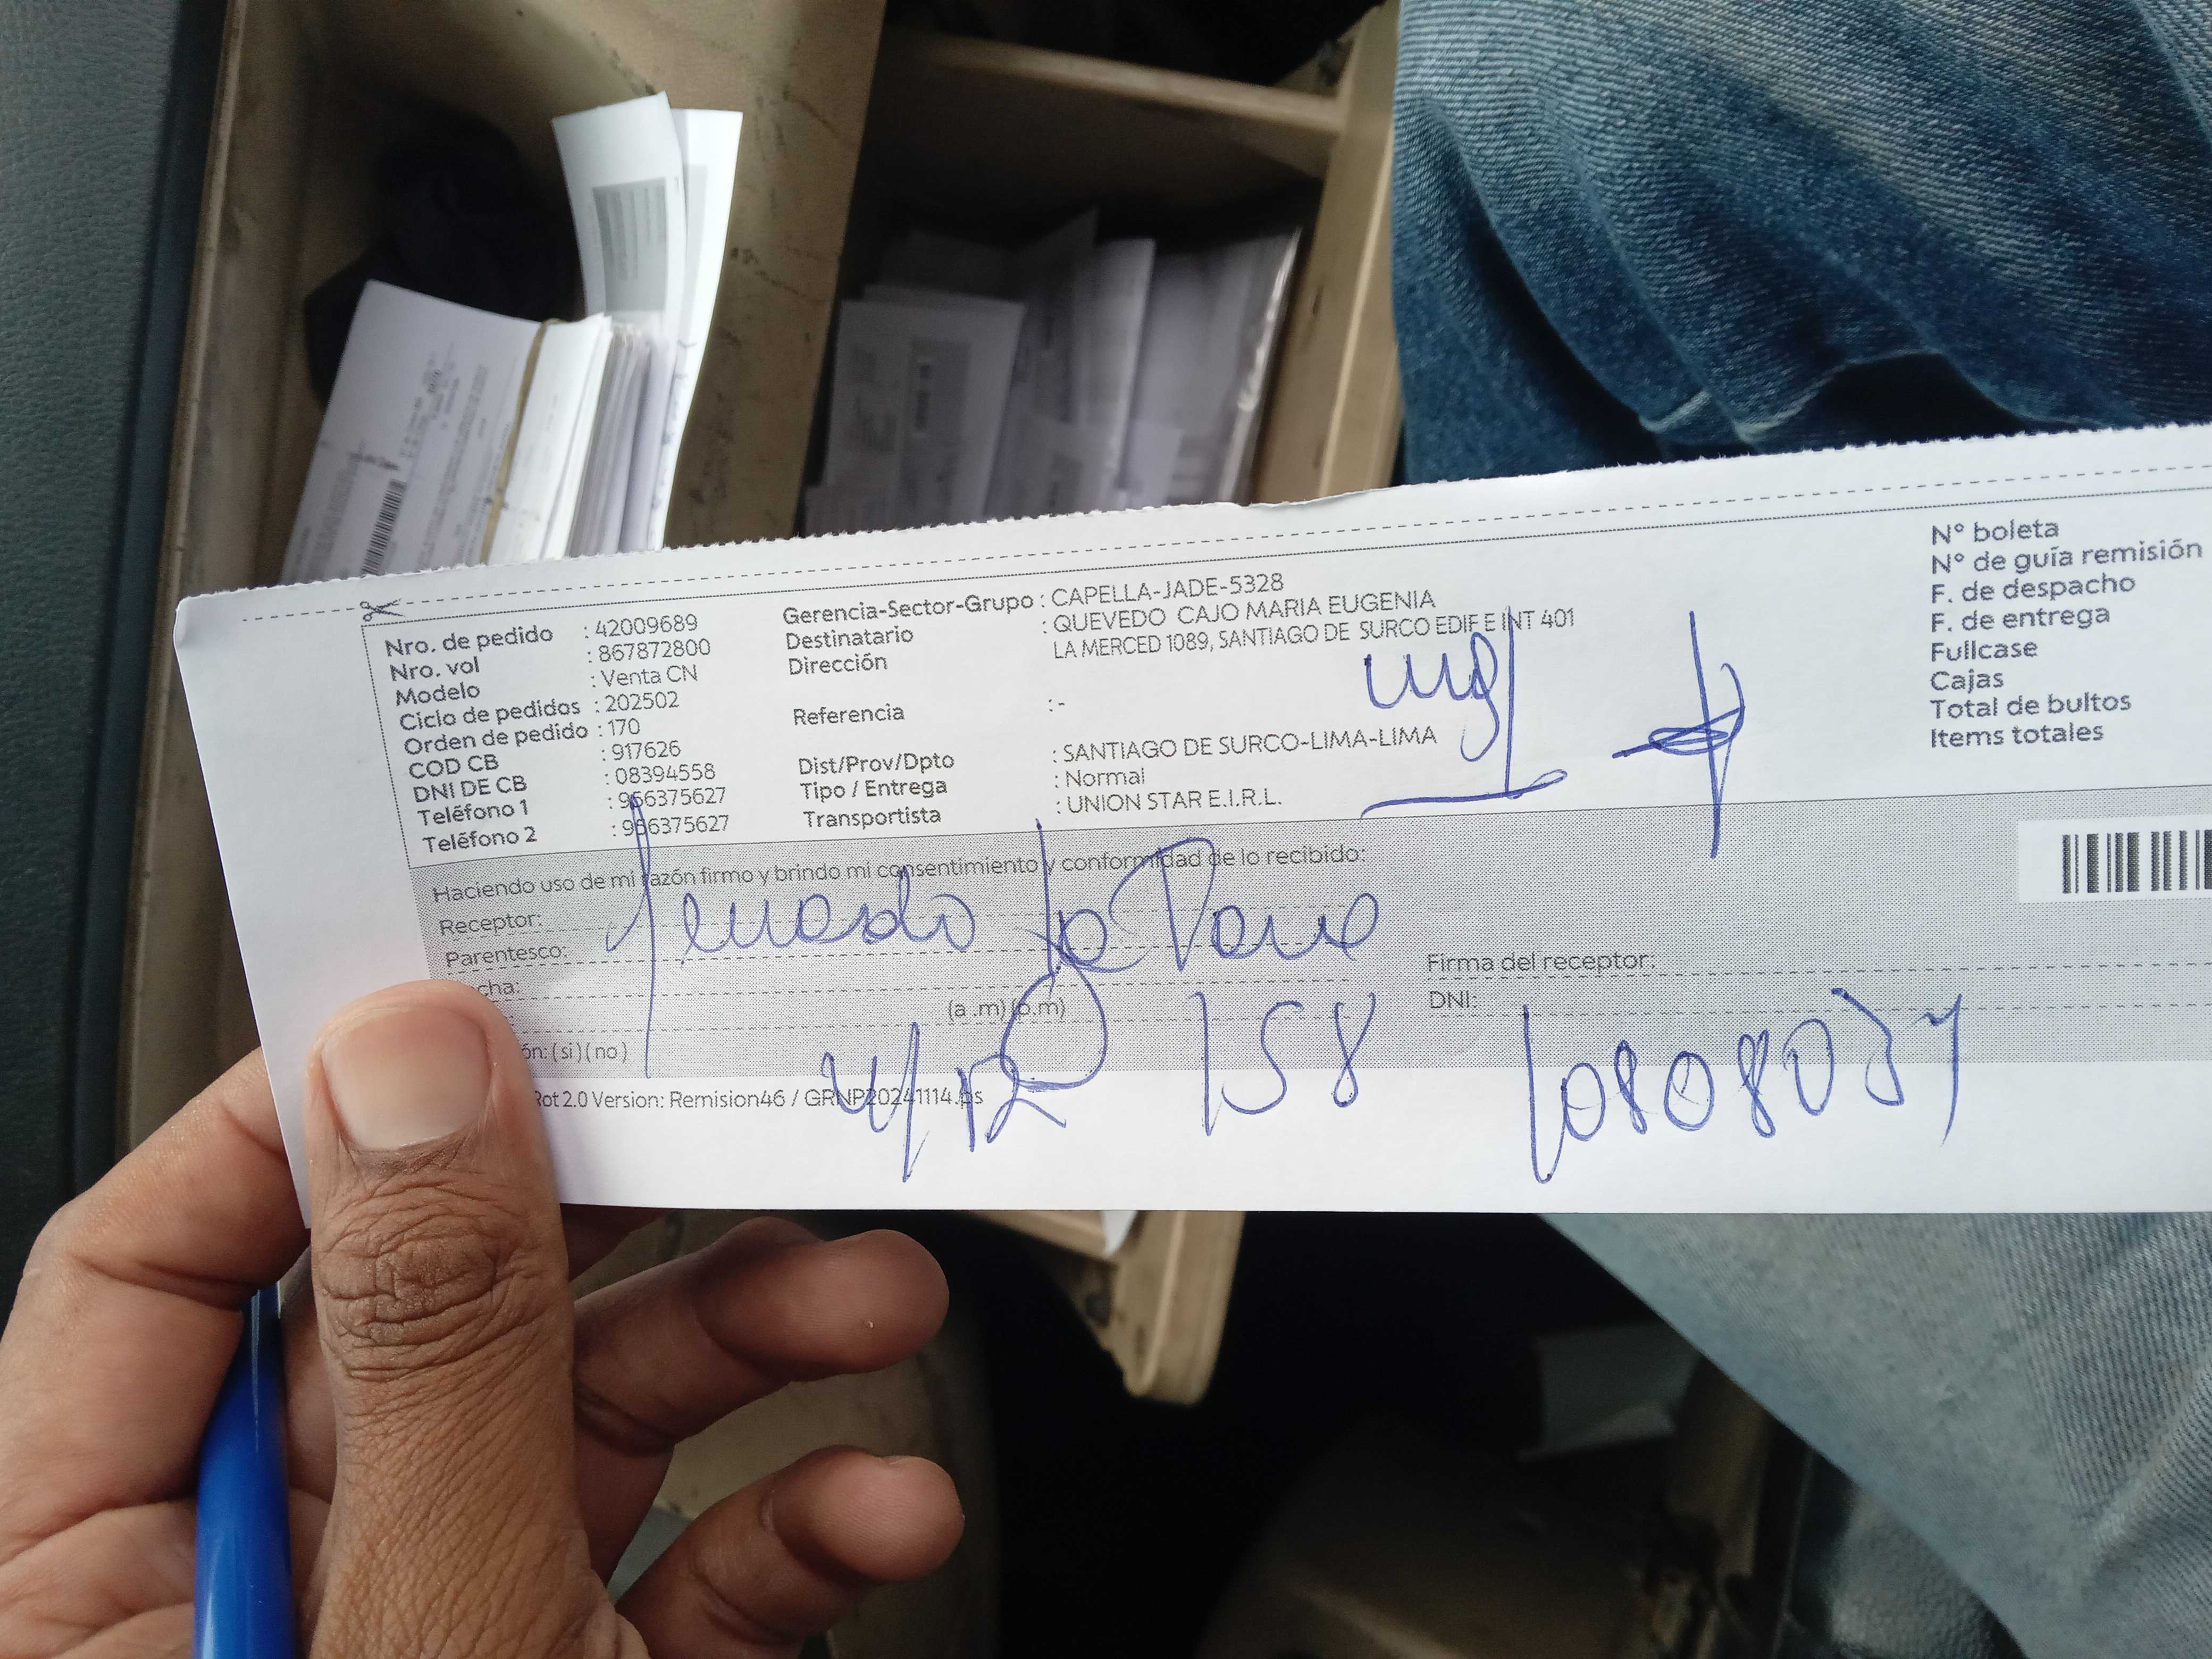 Nro. de pedido : 42009689
Nro. vol : 867872800
Modelo : Venta CN
Ciclo de pedidos : 202502
Orden de pedido : 170
COD CB : 917626
DNI DE CB : 08394558
Teléfono 1 : 966375627
Teléfono 2 : 966375627
Gerencia-Sector-Grupo : CAPELLA-JADE-5328
Destinatario : QUEVEDO CAJO MARIA EUGENIA
Dirección : LA MERCED 1089, SANTIAGO DE SURCO EDIF E INT 401
Referencia : -
Dist/Prov/Dpto : SANTIAGO DE SURCO-LIMA-LIMA
Tipo / Entrega : Normal
Transportista : UNION STAR E.I.R.L.
N° boleta
N° de guía remisión
F. de despacho
F. de entrega
Fullcase
Cajas
Total de bultos
Items totales
Haciendo uso de mi razón firmo y brindo mi consentimiento y conformidad de lo recibido:
Receptor:
Parentesco:
cha:
(a .m) (p.m)
ón: (si) ( no )
Firma del receptor:
DNI:
158
Rot 2.0 Version: Remision46 / GRNP20241114.ps